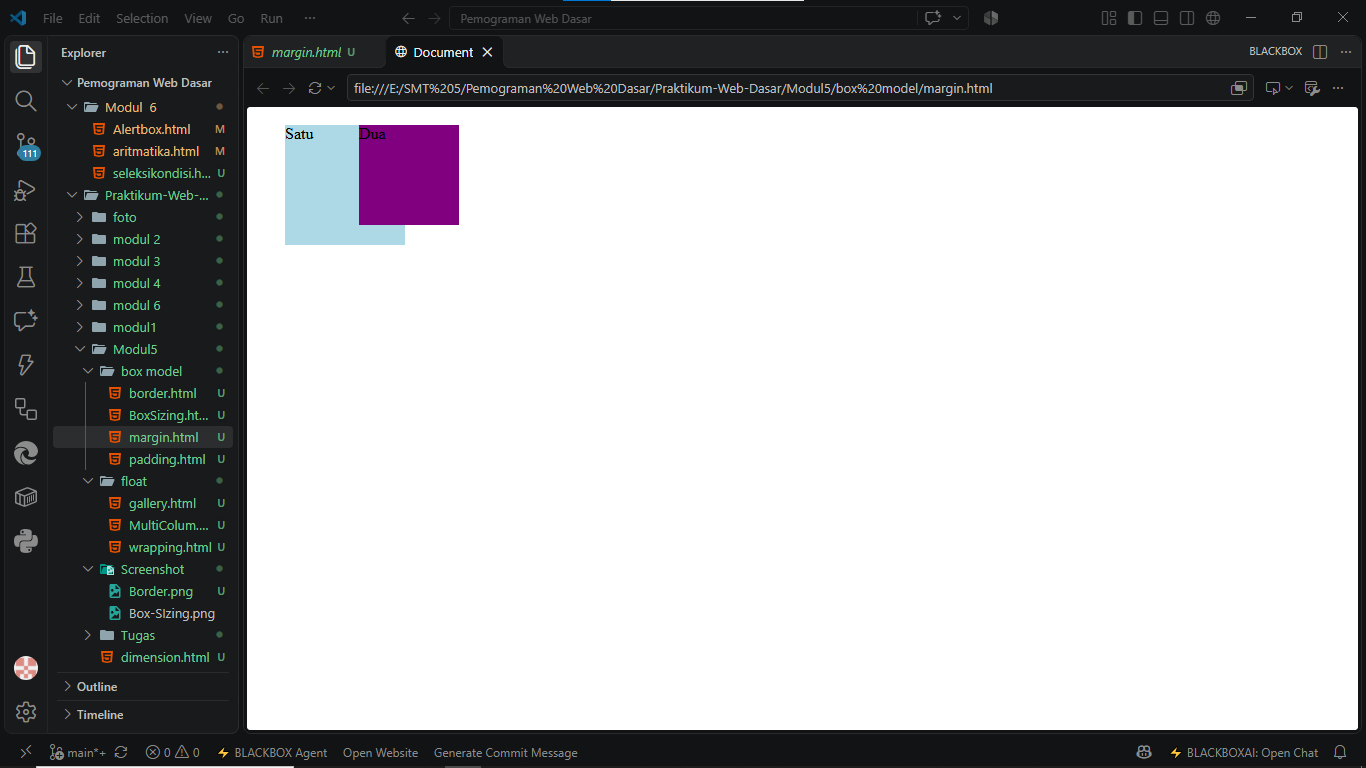 File Edit Selection View Go Run ··· Pemograman Web Dasar
Explorer ···
margin.html U
Document
BLACKBOX ···
file:///E:/SMT%205/Pemograman%20Web%20Dasar/Praktikum-Web-Dasar/Modul5/box%20model/margin.html
Pemograman Web Dasar
Modul 6
Alertbox.html M
aritmatika.html M
seleksikondisi.h... U
Praktikum-Web-...
foto
modul 2
modul 3
modul 4
modul 6
modul1
Modul5
box model
border.html U
BoxSizing.ht... U
margin.html U
padding.html U
float
gallery.html U
MultiColum.... U
wrapping.html U
Screenshot
Border.png U
Box-SIzing.png
Tugas
dimension.html U
Outline
Timeline
111
Satu
Dua
main*+ 0 0 BLACKBOX Agent Open Website Generate Commit Message BLACKBOXAI: Open Chat